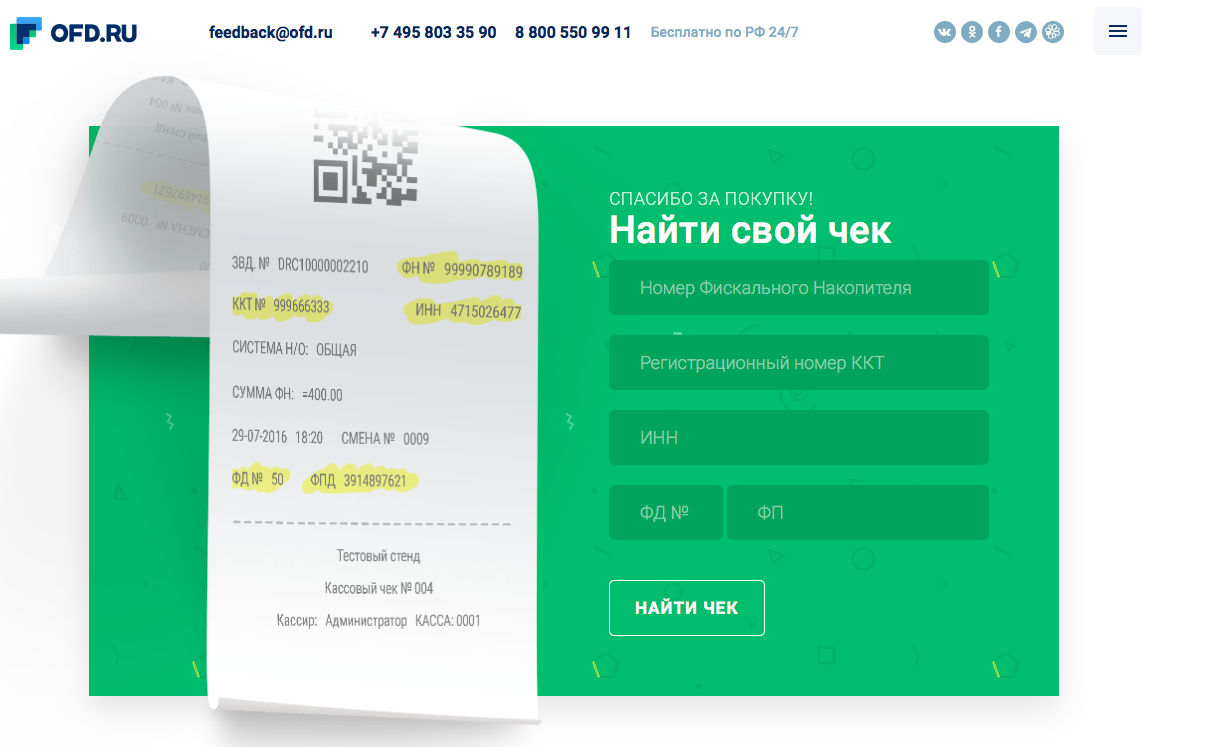 OFD.RU
feedback@ofd.ru +7 495 803 35 90 8 800 550 99 11 Бесплатно по РФ 24/7
ЗВД. № DRC10000002210 ФН № 99990789189
ККТ № 999666333 ИНН 4715026477
СИСТЕМА Н/О: ОБЩАЯ
СУММА ФН: =400.00
29-07-2016 18:20 СМЕНА № 0009
ФД № 50 ФПД 3914897621
Тестовый стенд
Кассовый чек № 004
Кассир: Администратор КАССА: 0001
СПАСИБО ЗА ПОКУПКУ!
Найти свой чек
Номер Фискального Накопителя
Регистрационный номер ККТ
ИНН
ФД № ФП
НАЙТИ ЧЕК